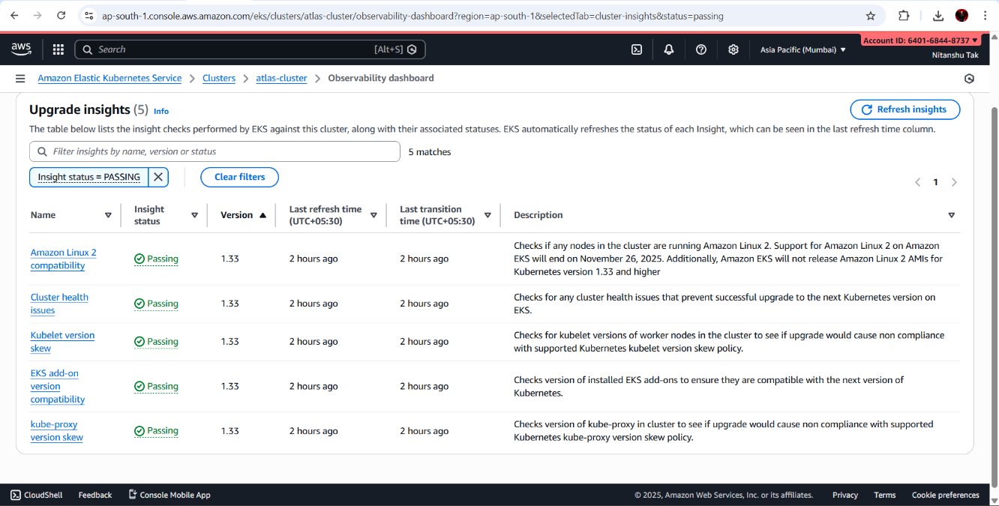 ap-south-1.console.aws.amazon.com/eks/clusters/atlas-cluster/observability-dashboard?region=ap-south-1&selectedTab=cluster-insights&status=passing
aws
Search
[Alt+S]
Asia Pacific (Mumbai)
Account ID: 6401-6844-8737
Nitanshu Tak
Amazon Elastic Kubernetes Service
Clusters
atlas-cluster
Observability dashboard
Upgrade insights (5) Info
Refresh insights
The table below lists the insight checks performed by EKS against this cluster, along with their associated statuses. EKS automatically refreshes the status of each Insight, which can be seen in the last refresh time column.
Filter insights by name, version or status
5 matches
Insight status = PASSING
Clear filters
1
Name
Insight
status
Version
Last refresh time
(UTC+05:30)
Last transition
time (UTC+05:30)
Description
Amazon Linux 2
compatibility
Passing
1.33
2 hours ago
2 hours ago
Checks if any nodes in the cluster are running Amazon Linux 2. Support for Amazon Linux 2 on Amazon
EKS will end on November 26, 2025. Additionally, Amazon EKS will not release Amazon Linux 2 AMIs for
Kubernetes version 1.33 and higher
Cluster health
issues
Passing
1.33
2 hours ago
2 hours ago
Checks for any cluster health issues that prevent successful upgrade to the next Kubernetes version on
EKS.
Kubelet version
skew
Passing
1.33
2 hours ago
2 hours ago
Checks for kubelet versions of worker nodes in the cluster to see if upgrade would cause non compliance
with supported Kubernetes kubelet version skew policy.
EKS add-on
version
compatibility
Passing
1.33
2 hours ago
2 hours ago
Checks version of installed EKS add-ons to ensure they are compatible with the next version of
Kubernetes.
kube-proxy
version skew
Passing
1.33
2 hours ago
2 hours ago
Checks version of kube-proxy in cluster to see if upgrade would cause non compliance with supported
Kubernetes kube-proxy version skew policy.
CloudShell
Feedback
Console Mobile App
© 2025, Amazon Web Services, Inc. or its affiliates.
Privacy
Terms
Cookie preferences